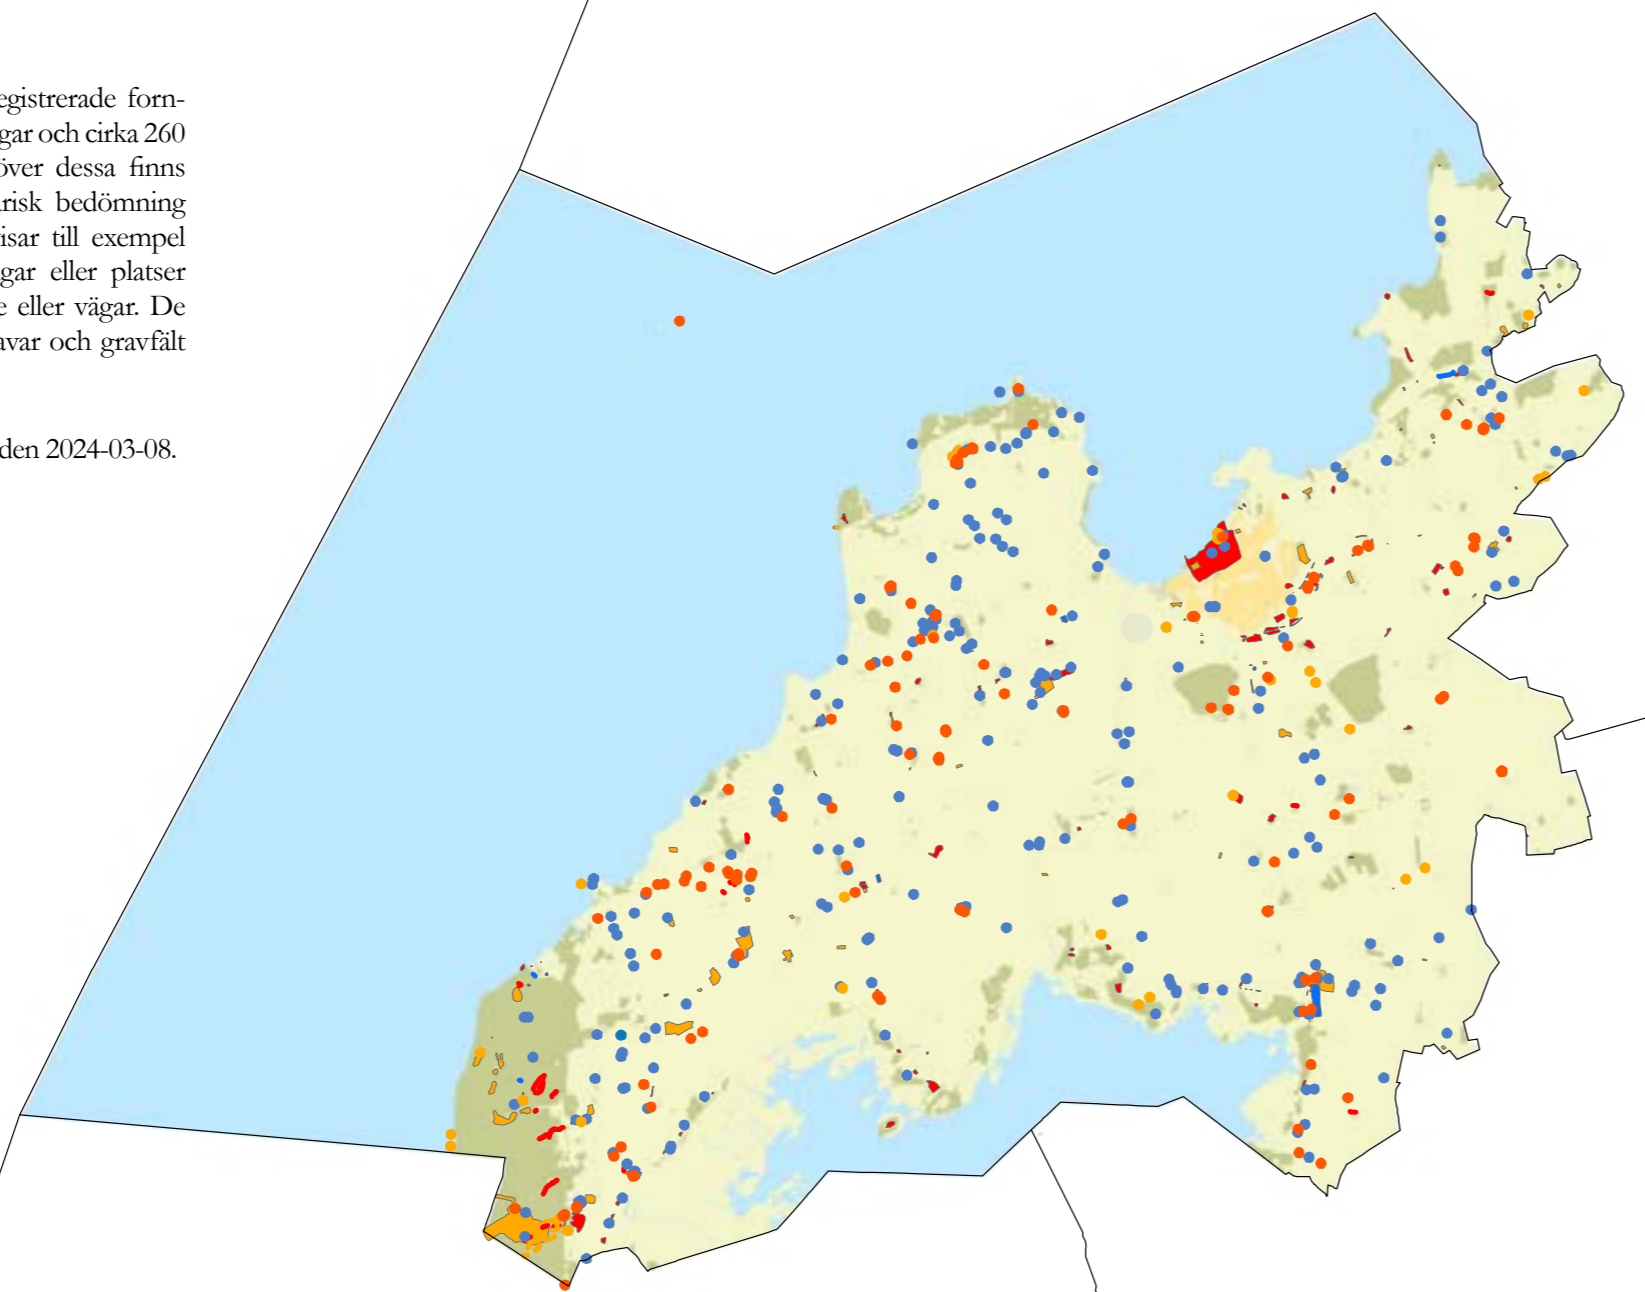 egistrerade forn-
gar och cirka 260
över dessa finns
arisk bedömning
isar till exempel
gar eller platser
e eller vägar. De
avar och gravfält
den 2024-03-08.